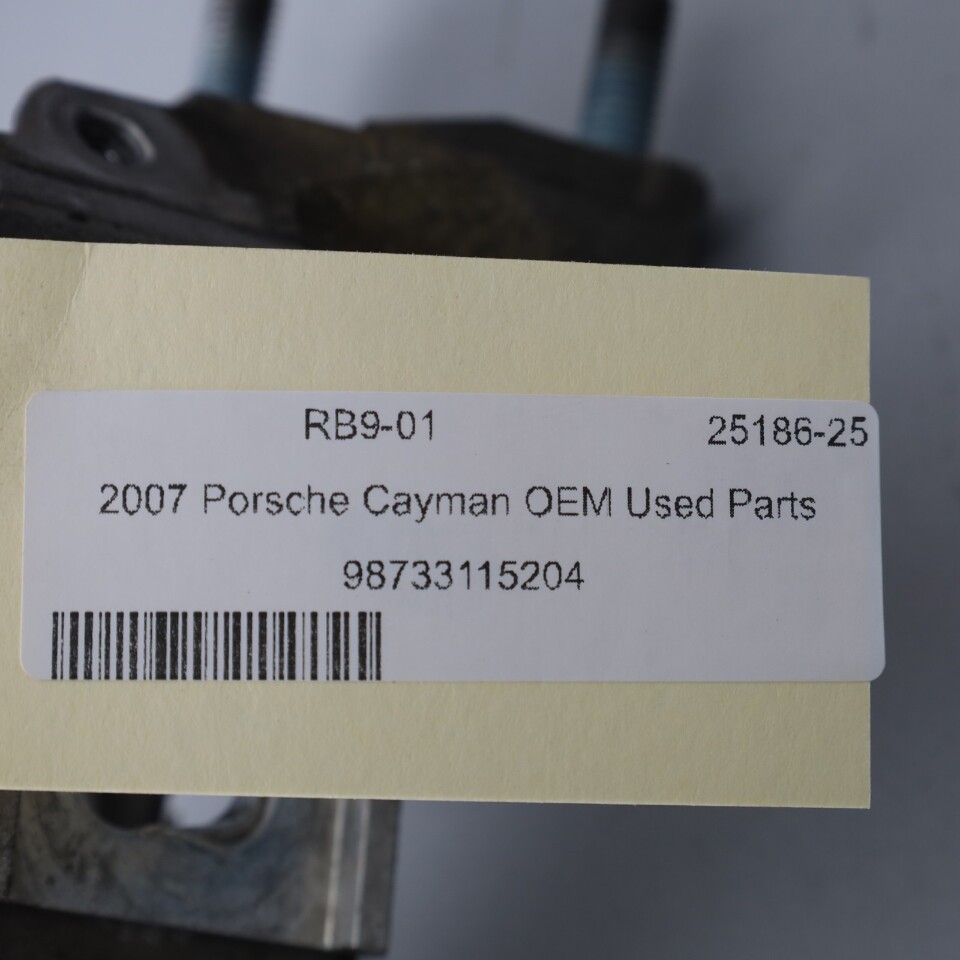 RB9-01 25186-25
2007 Porsche Cayman OEM Used Parts
98733115204